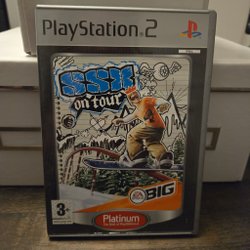 PlayStation 2
SSX
on tour
EA
BIG
3+
Platinum